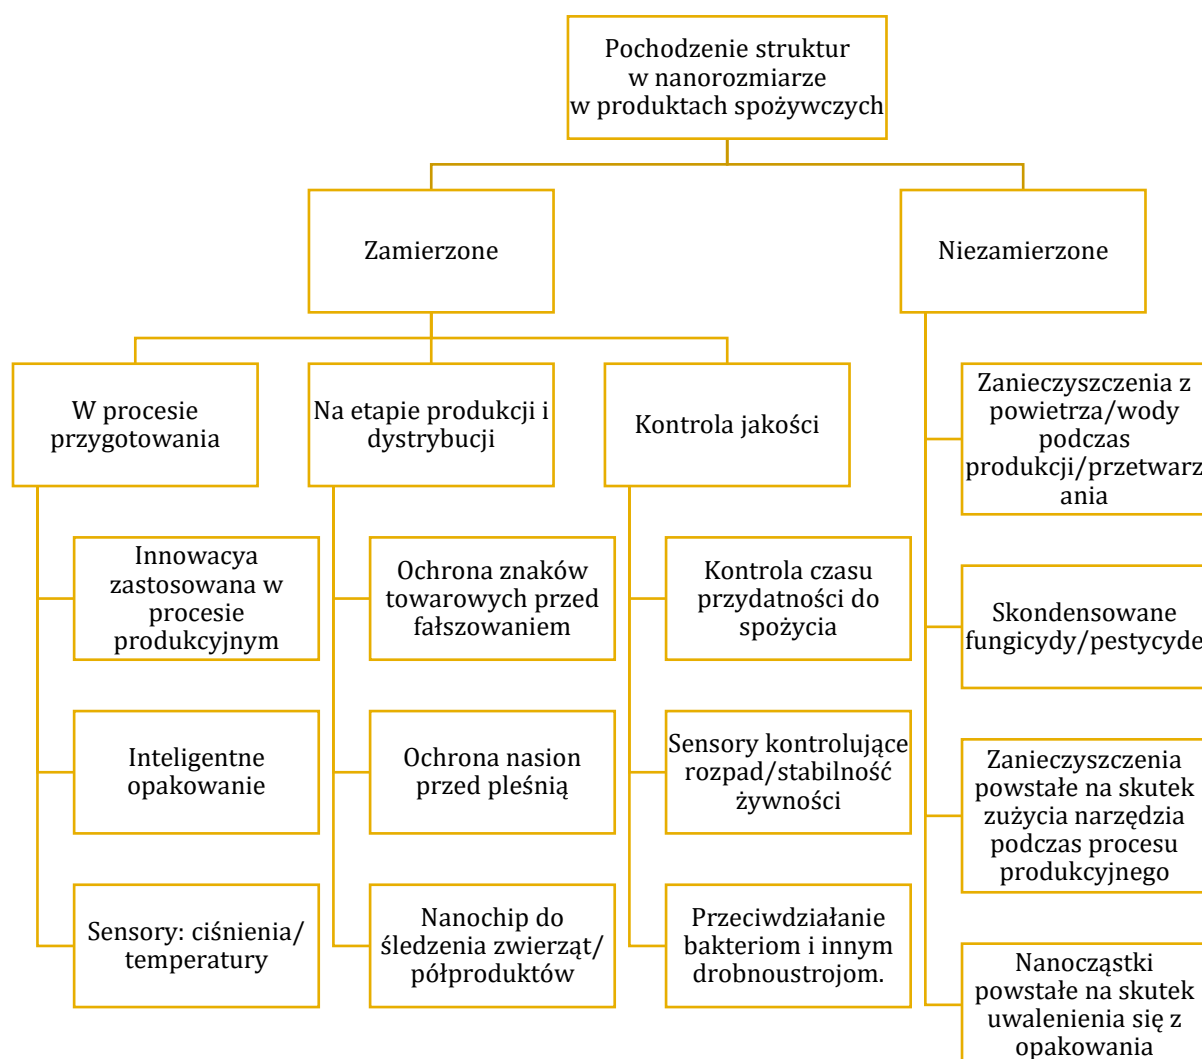 Pochodzenie struktur
w nanorozmiarze
w produktach spożywczych
Zamierzone
Niezamierzone
W procesie
przygotowania
Na etapie produkcji i
dystrybucji
Kontrola jakości
Innowacya
zastosowana w
procesie
produkcyjnym
Inteligentne
opakowanie
Sensory: ciśnienia/
temperatury
Ochrona znaków
towarowych przed
fałszowaniem
Ochrona nasion
przed pleśnią
Nanochip do
śledzenia zwierząt/
półproduktów
Kontrola czasu
przydatności do
spożycia
Sensory kontrolujące
rozpad/stabilność
żywności
Przeciwdziałanie
bakteriom i innym
drobnoustrojom.
Zanieczyszczenia z
powietrza/wody
podczas
produkcji/przetwarz
ania
Skondensowane
fungicydy/pestycyde
Zanieczyszczenia
powstałe na skutek
zużycia narzędzia
podczas procesu
produkcyjnego
Nanocząstki
powstałe na skutek
uwalenienia się z
opakowania